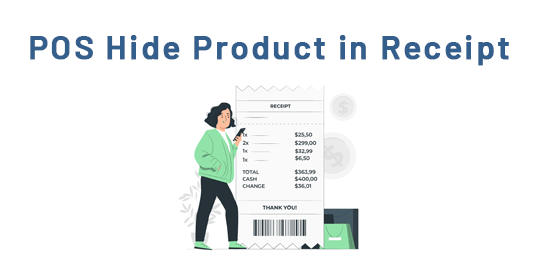 POS Hide Product in Receipt
RECEIPT
1x $25,50
2x $299,00
1x $32,99
1x $6,50
TOTAL $363,99
CASH $400,00
CHANGE $36,01
THANK YOU!
$
$